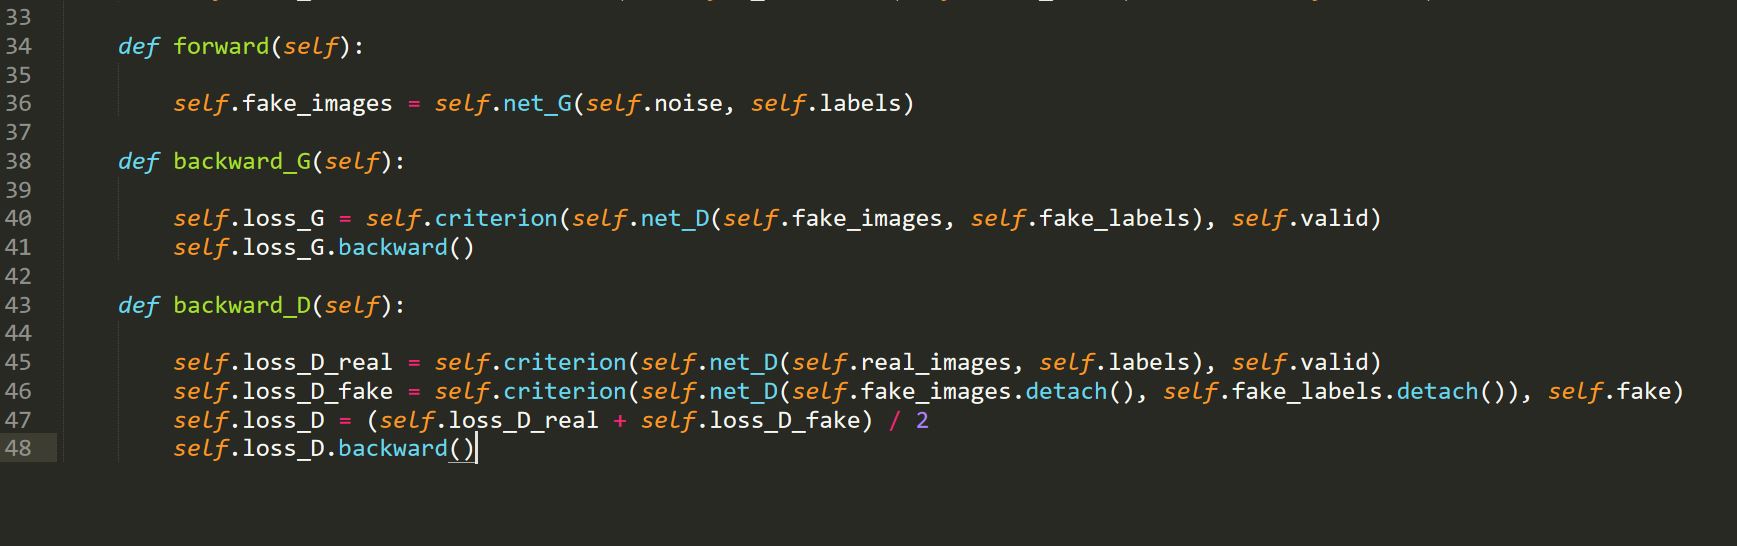 33
34 def forward(self):
35
36 self.fake_images = self.net_G(self.noise, self.labels)
37
38 def backward_G(self):
39
40 self.loss_G = self.criterion(self.net_D(self.fake_images, self.fake_labels), self.valid)
41 self.loss_G.backward()
42
43 def backward_D(self):
44
45 self.loss_D_real = self.criterion(self.net_D(self.real_images, self.labels), self.valid)
46 self.loss_D_fake = self.criterion(self.net_D(self.fake_images.detach(), self.fake_labels.detach()), self.fake)
47 self.loss_D = (self.loss_D_real + self.loss_D_fake) / 2
48 self.loss_D.backward()